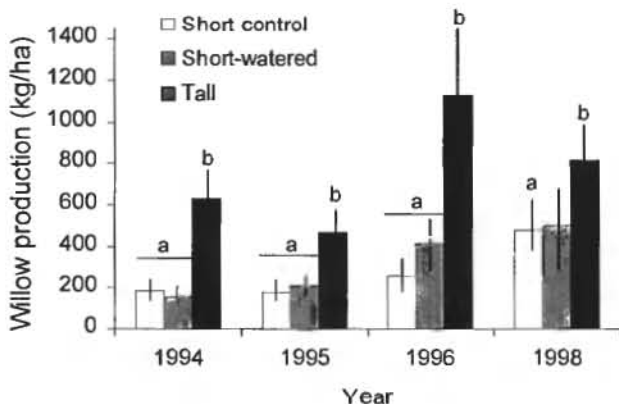 Willow production (kg/ha)
1400
1200
1000
800
600
400
200
0
Short control
Short-watered
Tall
a
b
a
b
a
b
a
b
1994
1995
1996
1998
Year